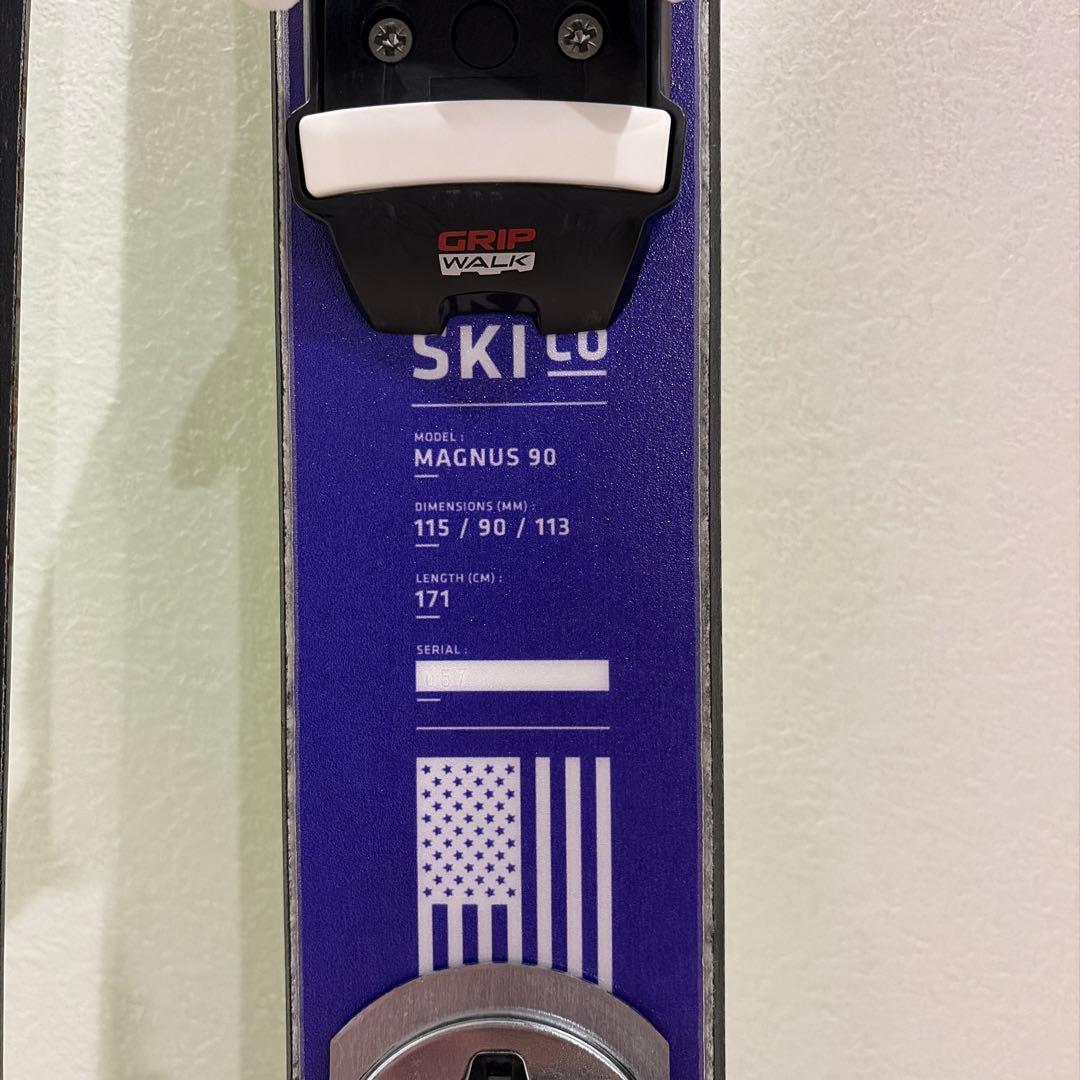 GRIP
WALK
SKI CO
MODEL :
MAGNUS 90
DIMENSIONS (MM) :
115 / 90 / 113
LENGTH (CM) :
171
SERIAL :